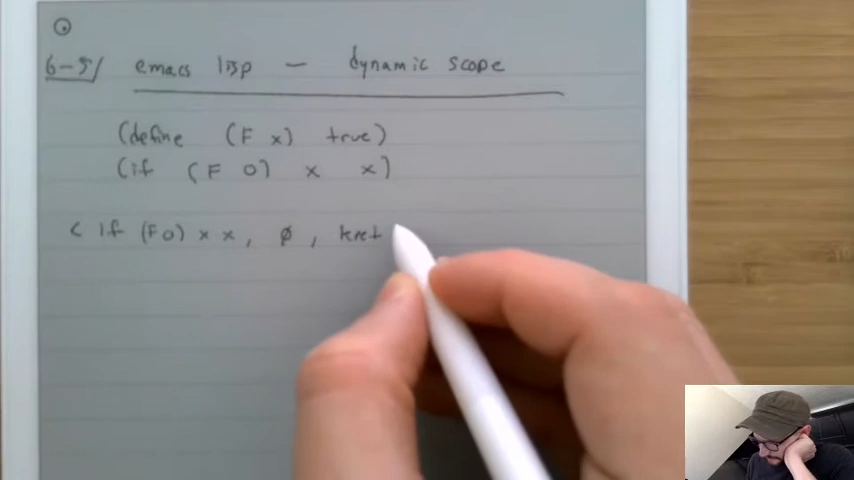 6-5/ emacs lisp — dynamic scope
(define (F x) true)
(if (F 0) x x)
< if (F 0) x x, ∅, kret